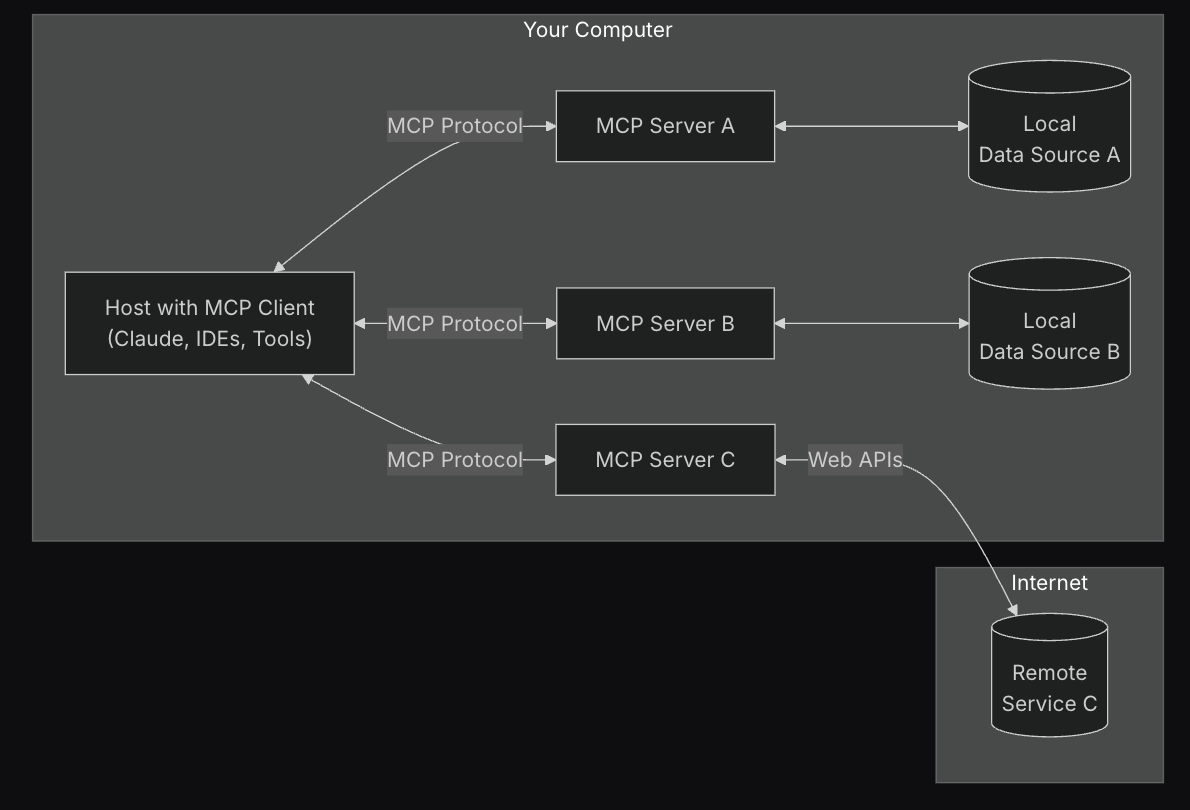 Your Computer
MCP Protocol
MCP Server A
Local
Data Source A
Host with MCP Client
(Claude, IDEs, Tools)
MCP Protocol
MCP Server B
Local
Data Source B
MCP Protocol
MCP Server C
Web APIs
Internet
Remote
Service C